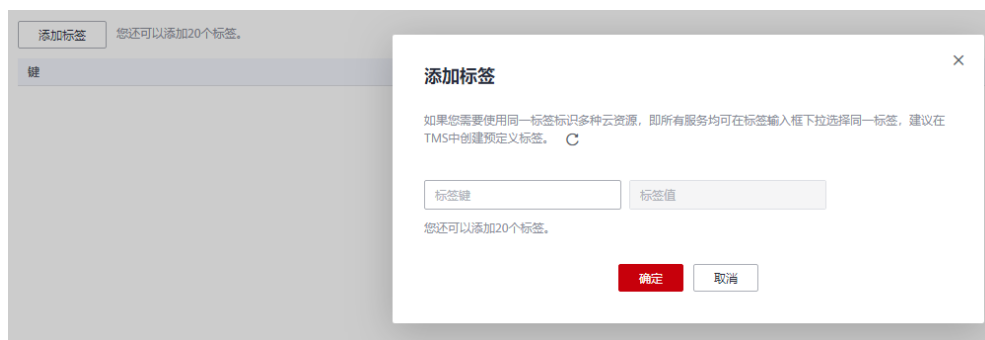 添加标签
您还可以添加20个标签。
键
添加标签
如果您需要使用同一标签标识多种云资源，即所有服务均可在标签输入框下拉选择同一标签，建议在
TMS中创建预定义标签。
标签键
标签值
您还可以添加20个标签。
确定
取消